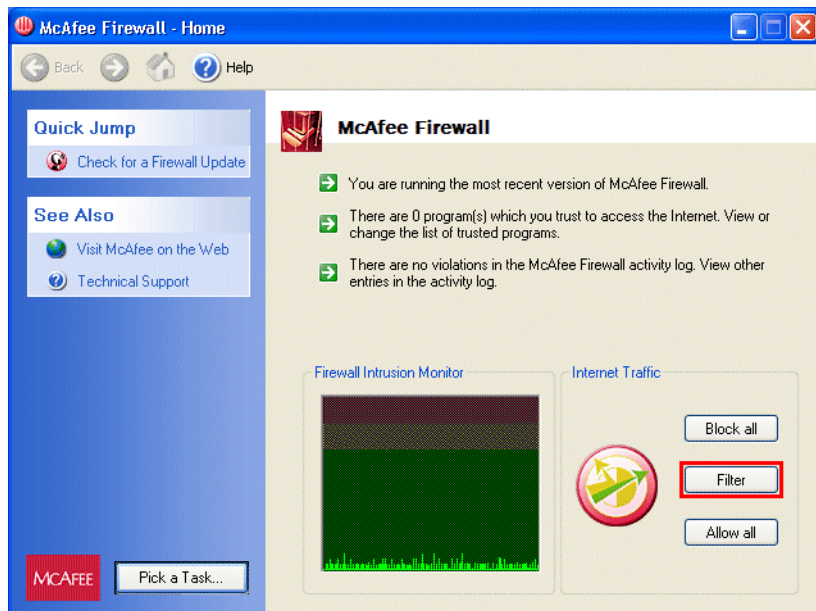 McAfee Firewall - Home
Back
Help
Quick Jump
Check for a Firewall Update
See Also
Visit McAfee on the Web
Technical Support
McAfee Firewall
You are running the most recent version of McAfee Firewall.
There are 0 program(s) which you trust to access the Internet. View or
change the list of trusted programs.
There are no violations in the McAfee Firewall activity log. View other
entries in the activity log.
Firewall Intrusion Monitor
Internet Traffic
Block all
Filter
Allow all
MCAFEE
Pick a Task...